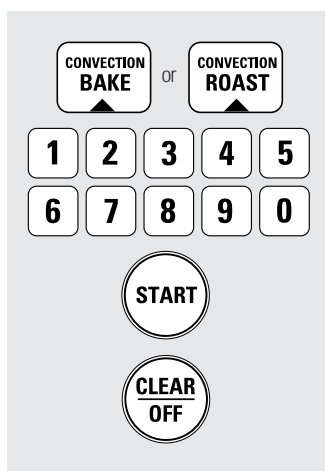 CONVECTION BAKE or CONVECTION ROAST
1 2 3 4 5
6 7 8 9 0
START
CLEAR
OFF